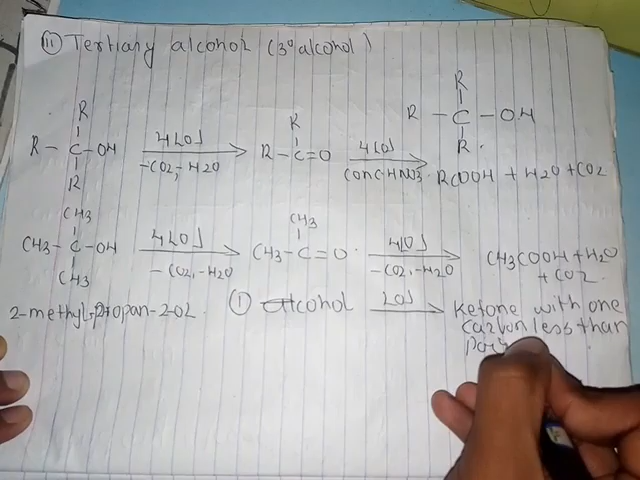 (ii) Tertiary alcohol (3° alcohol)
R
R - C - OH
R
4[O]
-CO2,-H2O
R
R - C = O
4[O]
CONC.HNO3
R
R - C - OH
R.
RCOOH + H2O + CO2
CH3
CH3 - C - OH
CH3
4[O]
- CO2,-H2O
CH3
CH3 - C = O
4[O]
-CO2,-H2O
CH3COOH + H2O
+ CO2
2-methyl-propan-2-ol
(i) Alcohol [O] Ketone with one
carbon less than